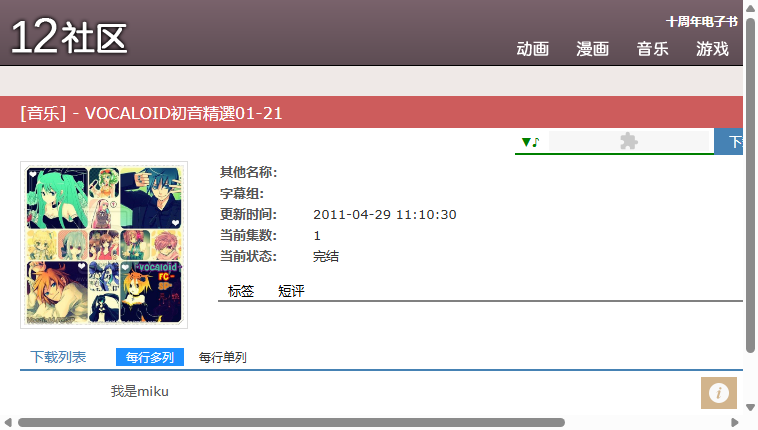 十周年电子书
12社区
动画 漫画 音乐 游戏
[音乐] - VOCALOID初音精選01-21
▼♪
其他名称:
字幕组:
更新时间: 2011-04-29 11:10:30
当前集数: 1
当前状态: 完结
标签 短评
下载列表 每行多列 每行单列
我是miku